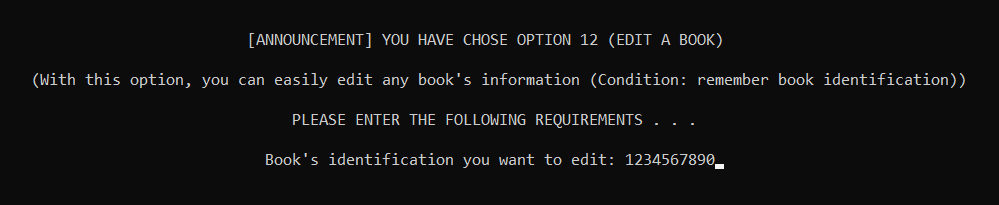 [ANNOUNCEMENT] YOU HAVE CHOSE OPTION 12 (EDIT A BOOK)
(With this option, you can easily edit any book's information (Condition: remember book identification))
PLEASE ENTER THE FOLLOWING REQUIREMENTS . . .
Book's identification you want to edit: 1234567890